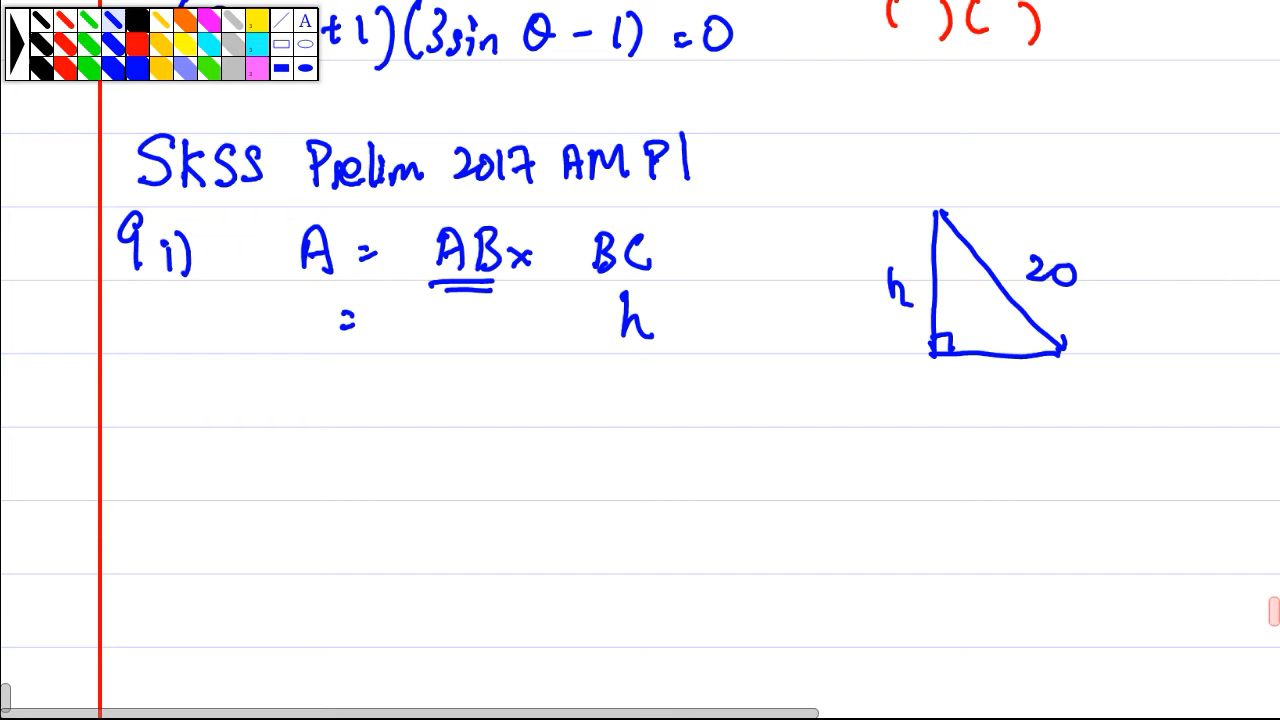 + 1) (3sin θ - 1) = 0
( ) ( )
SKSS Prelim 2017 AM P1
9 i) A = AB x BC
= h
h
20
A